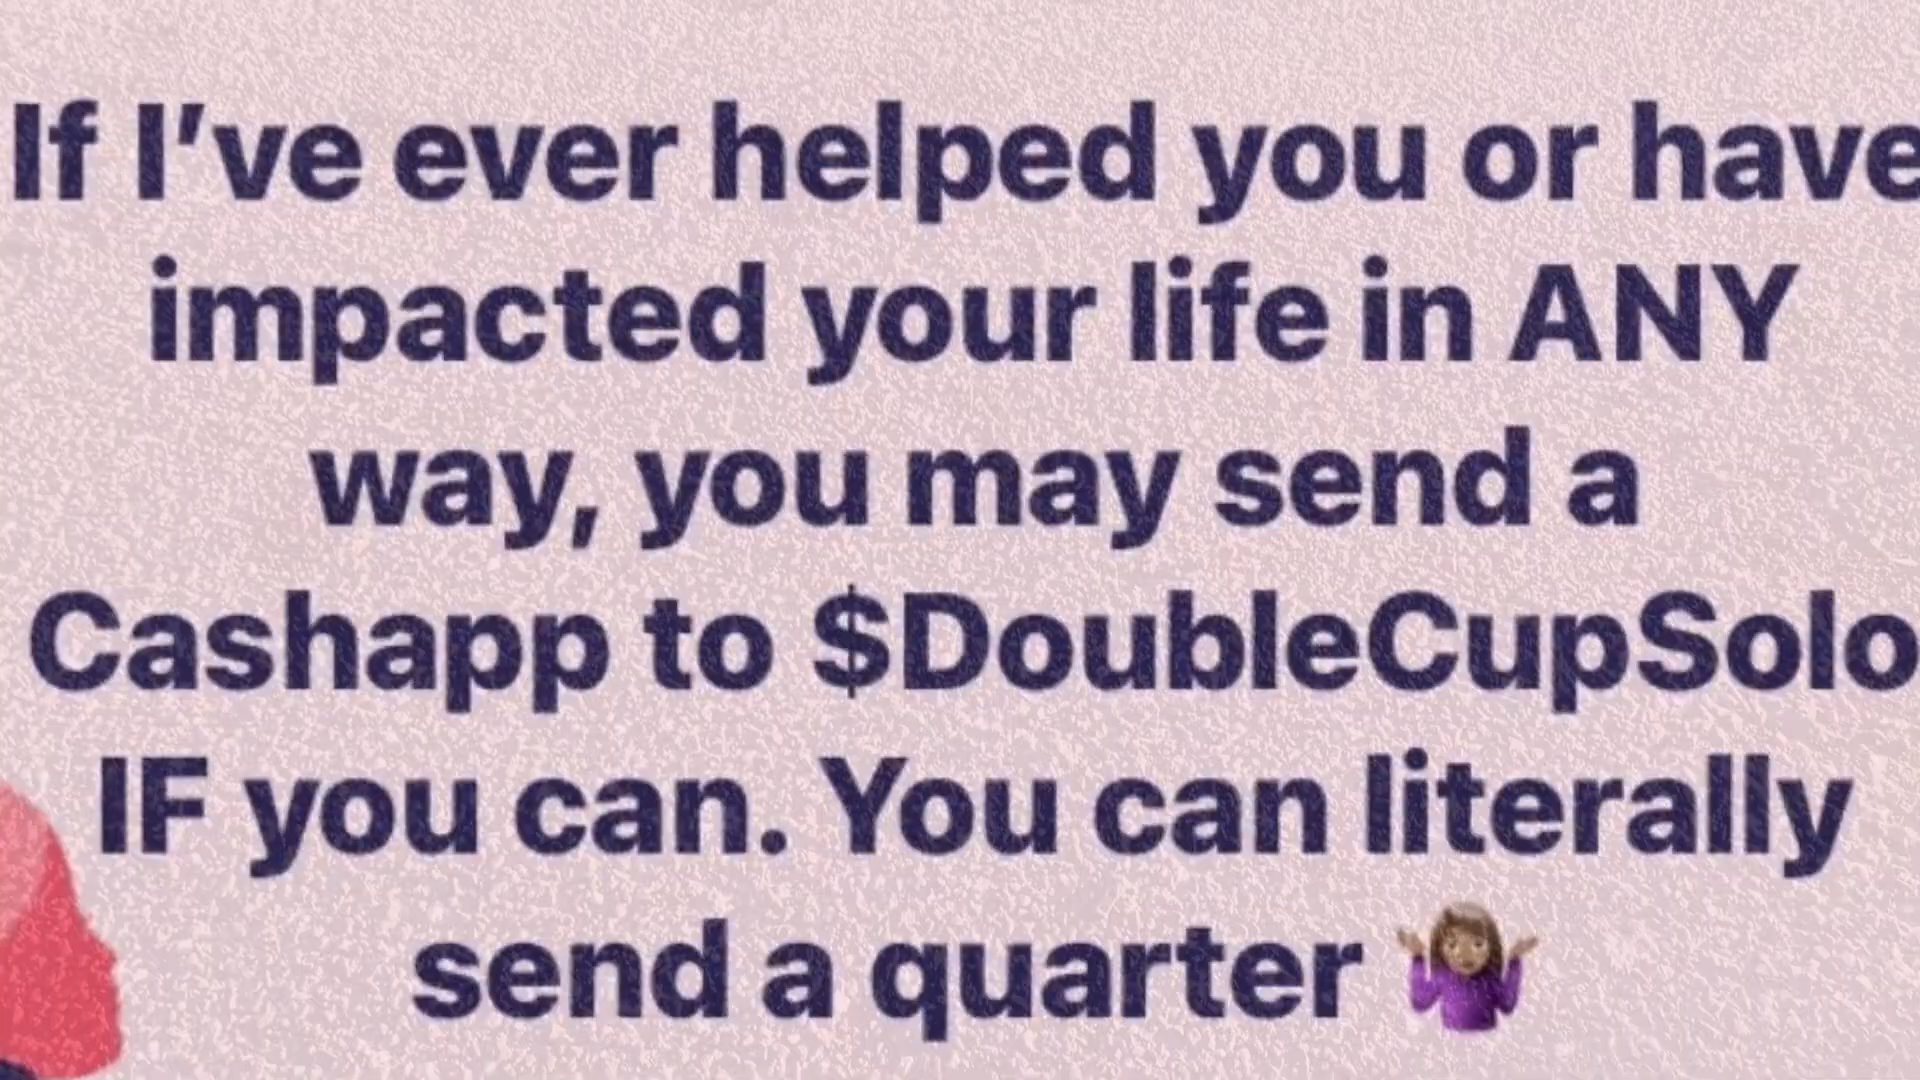 If I’ve ever helped you or have
impacted your life in ANY
way, you may send a
Cashapp to $DoubleCupSolo
IF you can. You can literally
send a quarter 🤷🏽‍♀️